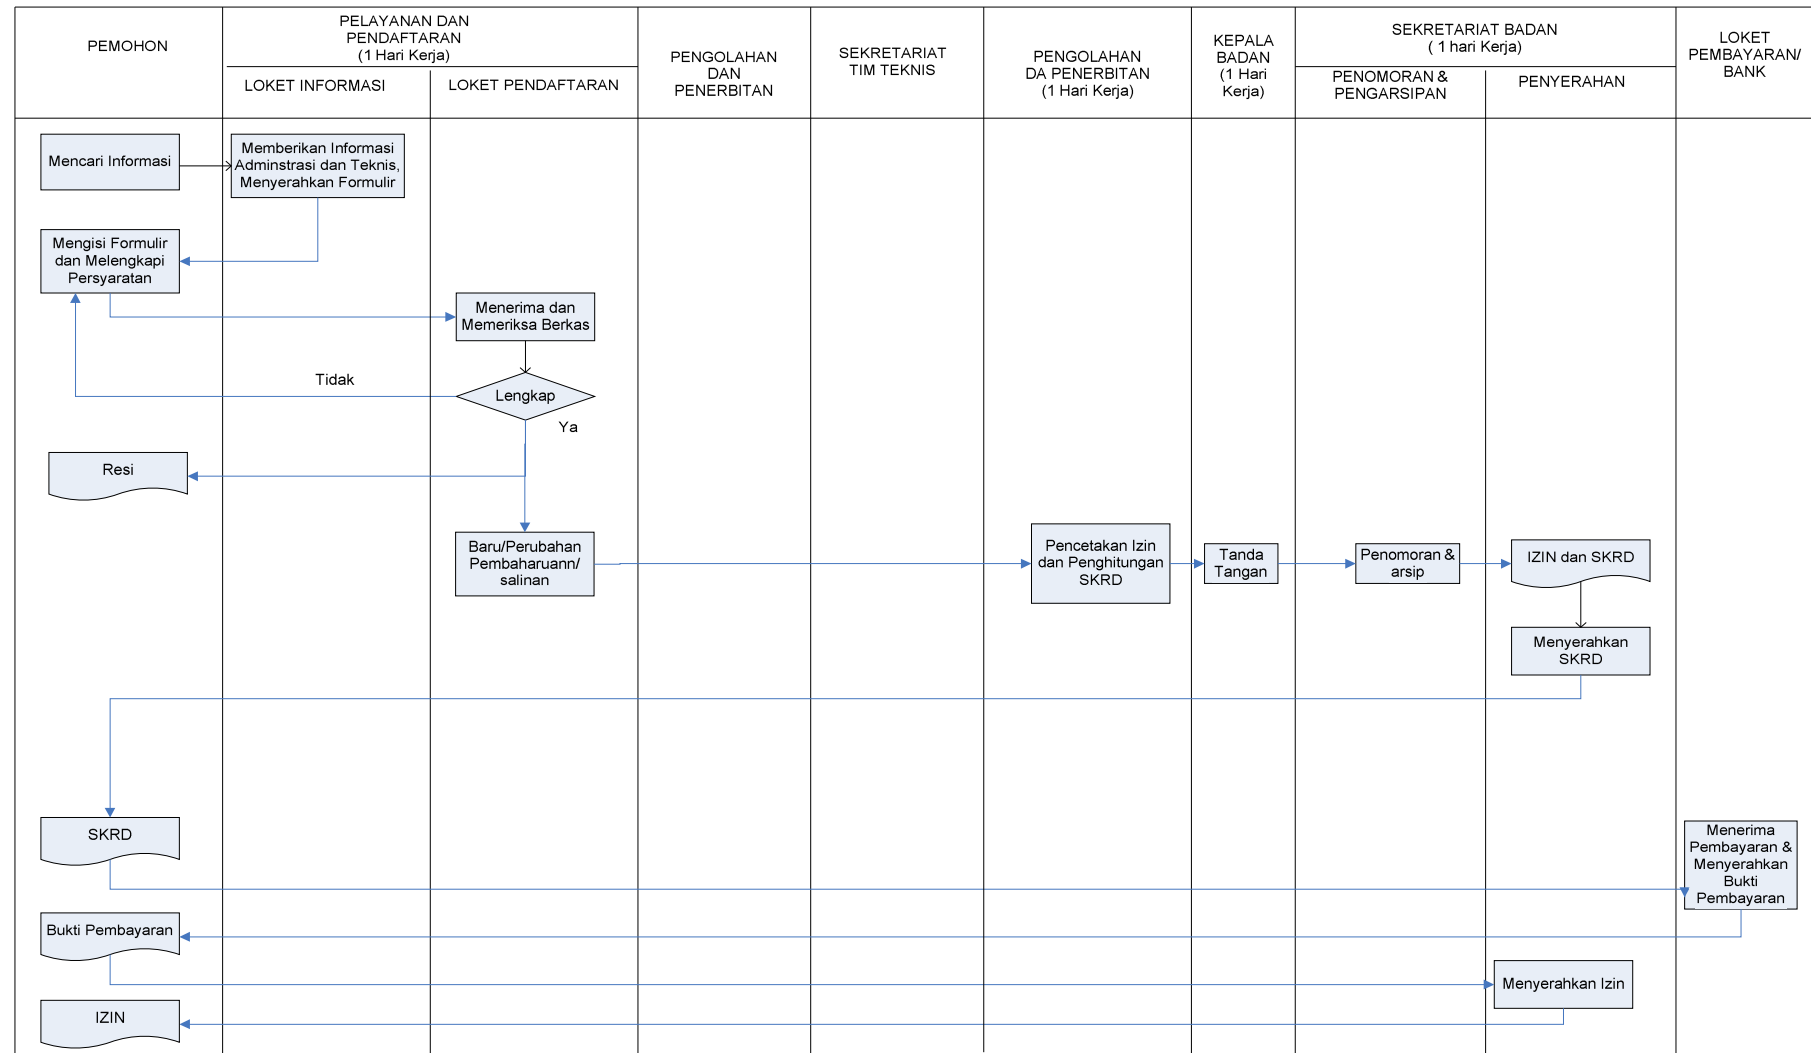 PEMOHON
PELAYANAN DAN
PENDAFTARAN
(1 Hari Kerja)
LOKET INFORMASI
LOKET PENDAFTARAN
PENGOLAHAN
DAN
PENERBITAN
SEKRETARIAT
TIM TEKNIS
PENGOLAHAN
DA PENERBITAN
(1 Hari Kerja)
KEPALA
BADAN
(1 Hari
Kerja)
SEKRETARIAT BADAN
( 1 hari Kerja)
PENOMORAN &
PENGARSIPAN
PENYERAHAN
LOKET
PEMBAYARAN/
BANK
Mencari Informasi
Memberikan Informasi
Adminstrasi dan Teknis,
Menyerahkan Formulir
Mengisi Formulir
dan Melengkapi
Persyaratan
Menerima dan
Memeriksa Berkas
Tidak
Lengkap
Ya
Resi
Baru/Perubahan
Pembaharuann/
salinan
Pencetakan Izin
dan Penghitungan
SKRD
Tanda
Tangan
Penomoran &
arsip
IZIN dan SKRD
Menyerahkan
SKRD
SKRD
Menerima
Pembayaran &
Menyerahkan
Bukti
Pembayaran
Bukti Pembayaran
Menyerahkan Izin
IZIN